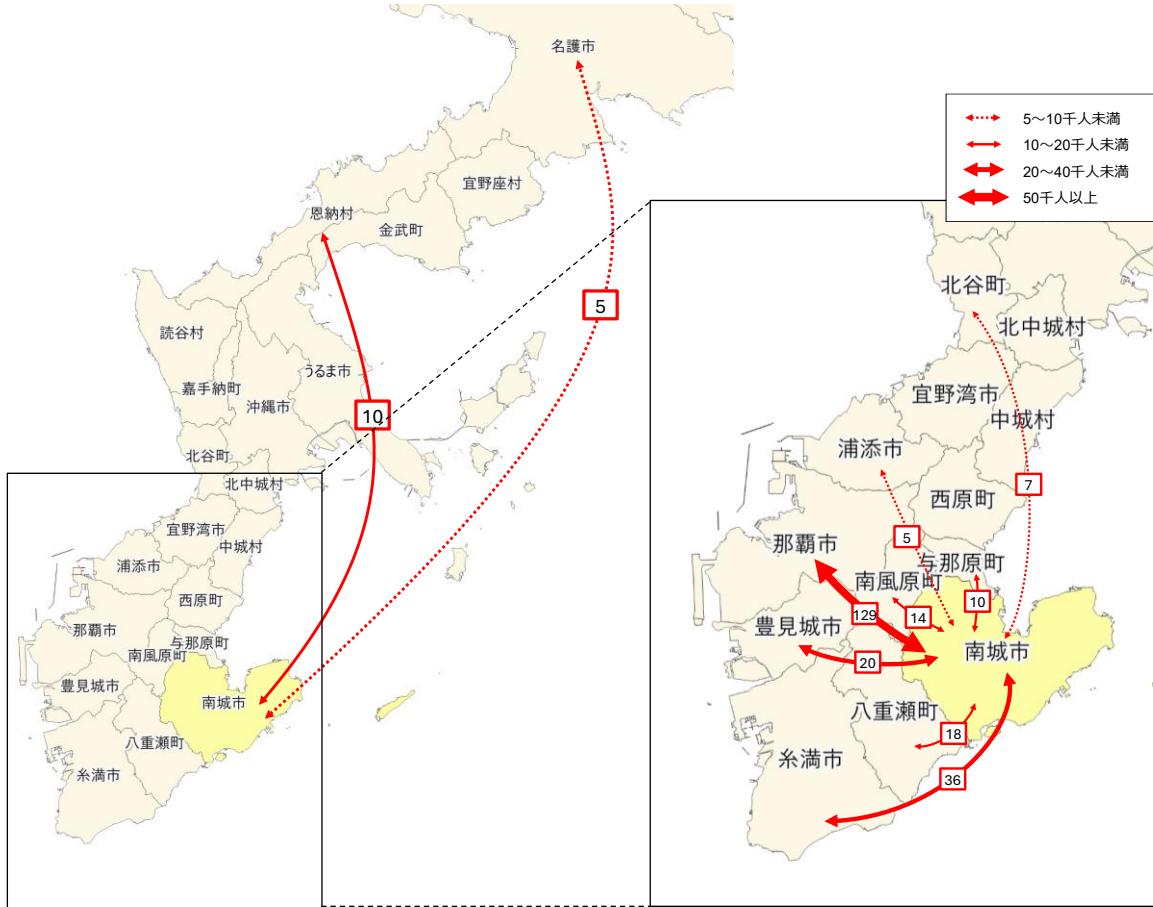 名護市
宜野座村
恩納村
金武町
5
読谷村
うるま市
嘉手納町
沖縄市
10
北谷町
北中城村
宜野湾市
中城村
浦添市
西原町
那覇市
与那原町
南風原町
豊見城市
南城市
八重瀬町
糸満市
5～10千人未満
10～20千人未満
20～40千人未満
50千人以上
北谷町
北中城村
宜野湾市
中城村
浦添市
西原町
7
那覇市
5
与那原町
南風原町
10
129
14
豊見城市
南城市
20
八重瀬町
18
糸満市
36